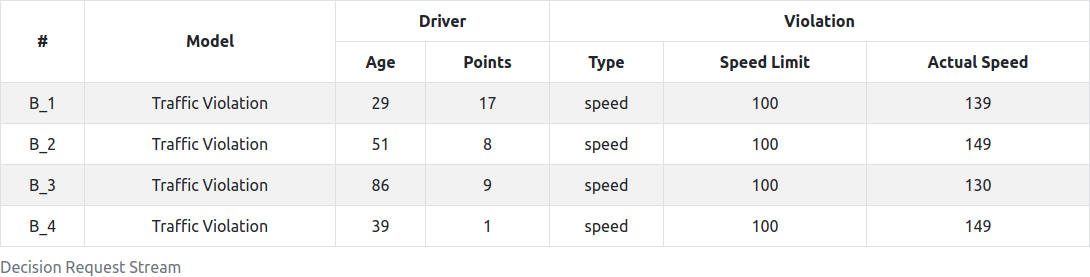 # Model Driver Violation
Age Points Type Speed Limit Actual Speed
B_1 Traffic Violation 29 17 speed 100 139
B_2 Traffic Violation 51 8 speed 100 149
B_3 Traffic Violation 86 9 speed 100 130
B_4 Traffic Violation 39 1 speed 100 149
Decision Request Stream